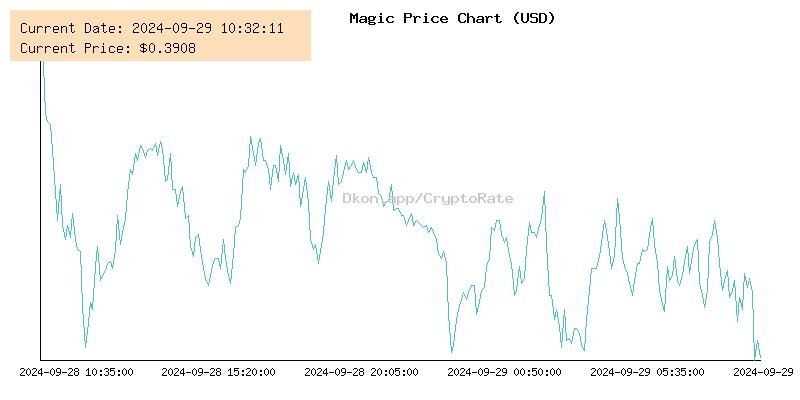 Magic Price Chart (USD)
Current Date: 2024-09-29 10:32:11
Current Price: $0.3908
Dkon.app/CryptoRate
2024-09-28 10:35:00 2024-09-28 15:20:00 2024-09-28 20:05:00 2024-09-29 00:50:00 2024-09-29 05:35:00 2024-09-29